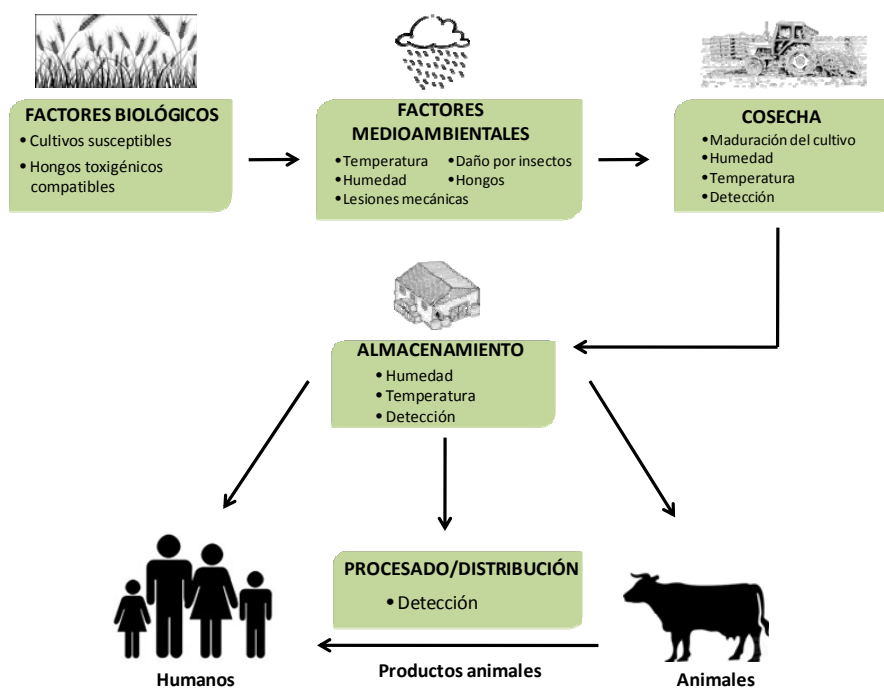 FACTORES BIOLÓGICOS
• Cultivos susceptibles
• Hongos toxigénicos
compatibles
FACTORES
MEDIOAMBIENTALES
• Temperatura • Daño por insectos
• Humedad • Hongos
• Lesiones mecánicas
COSECHA
• Maduración del cultivo
• Humedad
• Temperatura
• Detección
ALMACENAMIENTO
• Humedad
• Temperatura
• Detección
PROCESADO/DISTRIBUCIÓN
• Detección
Humanos
Productos animales
Animales